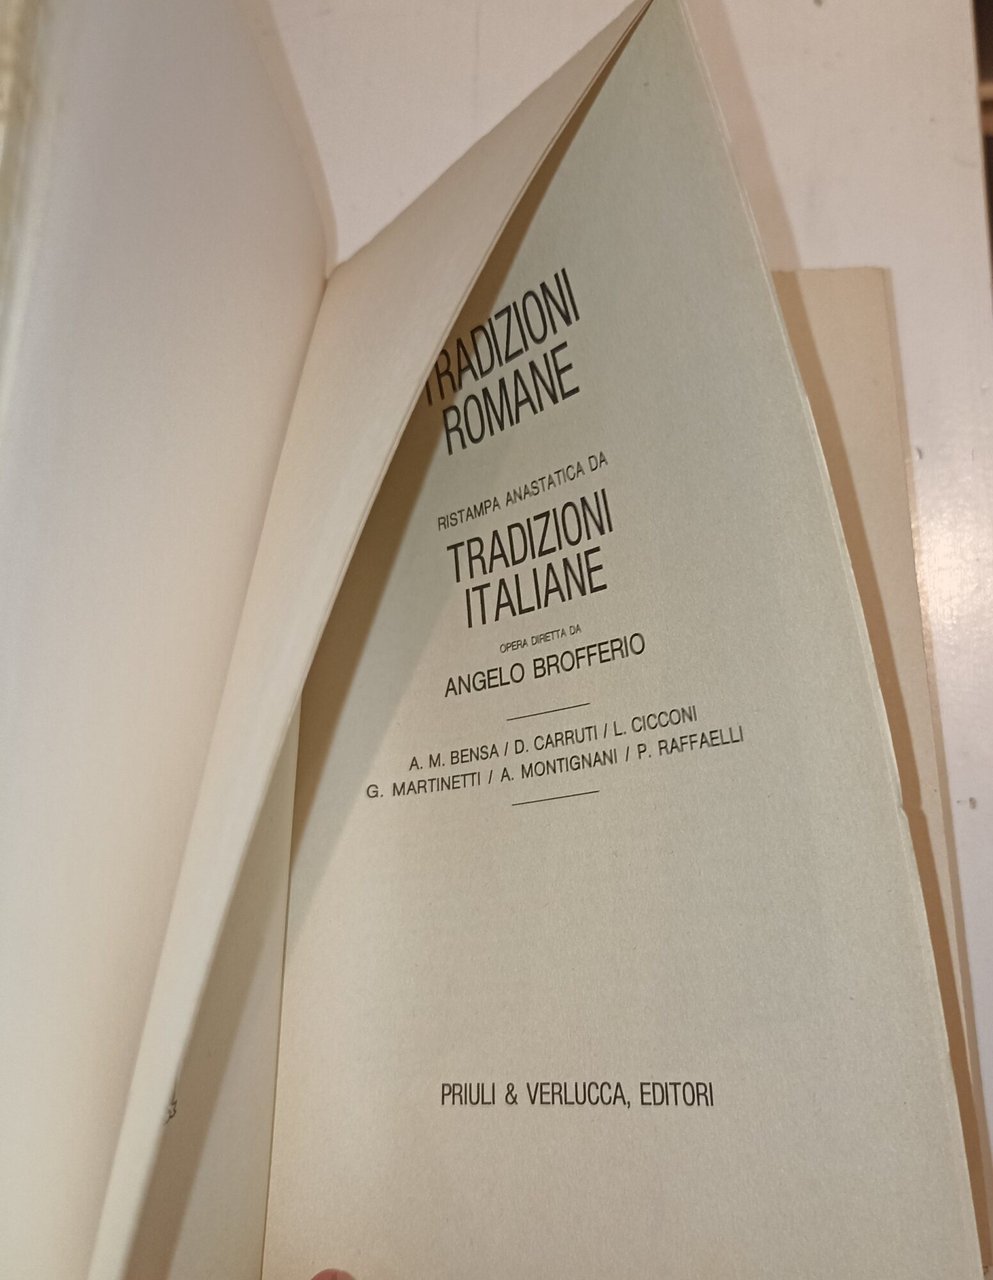 TRADIZIONI
ROMANE
RISTAMPA ANASTATICA DA
TRADIZIONI
ITALIANE
OPERA DIRETTA DA
ANGELO BROFFERIO
A. M. BENSA / D. CARRUTI / L. CICCONI
G. MARTINETTI / A. MONTIGNANI / P. RAFFAELLI
PRIULI & VERLUCCA, EDITORI